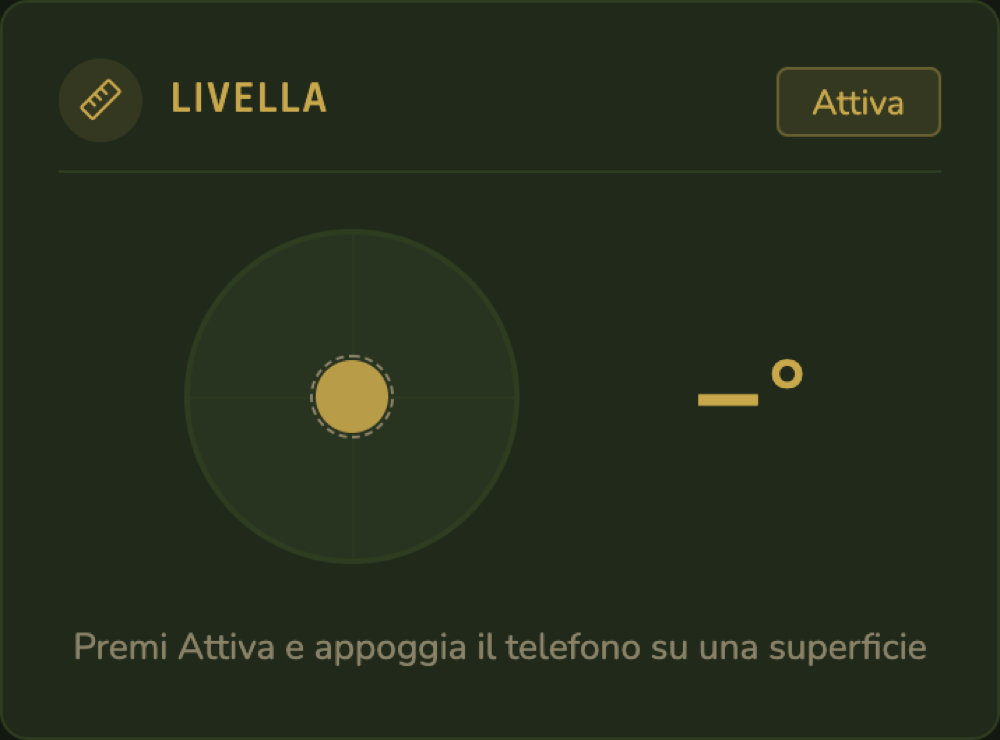 LIVELLA
Attiva
—°
Premi Attiva e appoggia il telefono su una superficie